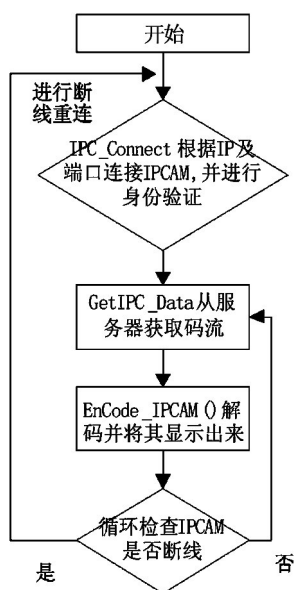 开始
进行断
线重连
IPC_Connect 根据IP及
端口连接IPCAM,并进行
身份验证
GetIPC_Data从服
务器获取码流
EnCode_IPCAM()解
码并将其显示出来
循环检查IPCAM
是否断线
是
否